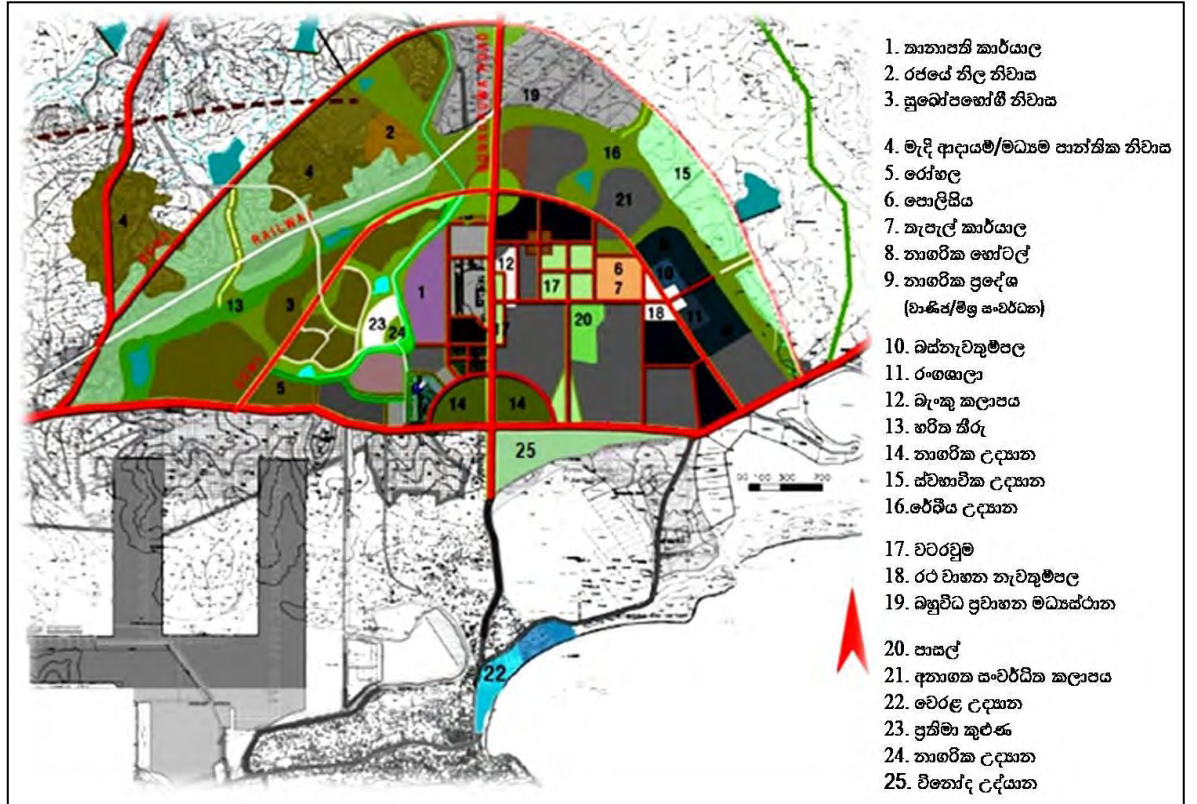 1. තානාපති කාර්යාල
2. රජයේ නිල නිවාස
3. සුඛෝපභෝගී නිවාස
4. මැදි ආදායම්/මධ්‍යම පාන්තික නිවාස
5. රෝහල
6. පොලිසිය
7. තැපැල් කාර්යාල
8. නාගරික හෝටල්
9. නාගරික ප්‍රදේශ
(වාණිජ/මිශ්‍ර සංවර්ධන)
10. බස්නැවතුම්පල
11. රංගශාලා
12. බැංකු කලාපය
13. හරිත තීරු
14. නාගරික උද්‍යාන
15. ස්වභාවික උද්‍යාන
16.රේඛීය උද්‍යාන
17. වටරවුම
18. රථ වාහන නැවතුම්පල
19. බහුවිධ ප්‍රවාහන මධ්‍යස්ථාන
20. පාසල්
21. අනාගත සංවර්ධිත කලාපය
22. වෙරළ උද්‍යාන
23. ප්‍රතිමා කුළුණ
24. නාගරික උද්‍යාන
25. විනෝද උද්යාන
ROAD
19
2
16
15
4
21
4
RAILWAY
ROAD
10
12
6
1
17
7
13
3
18
11
23
20
24
17
ROAD
5
14
14
25
22